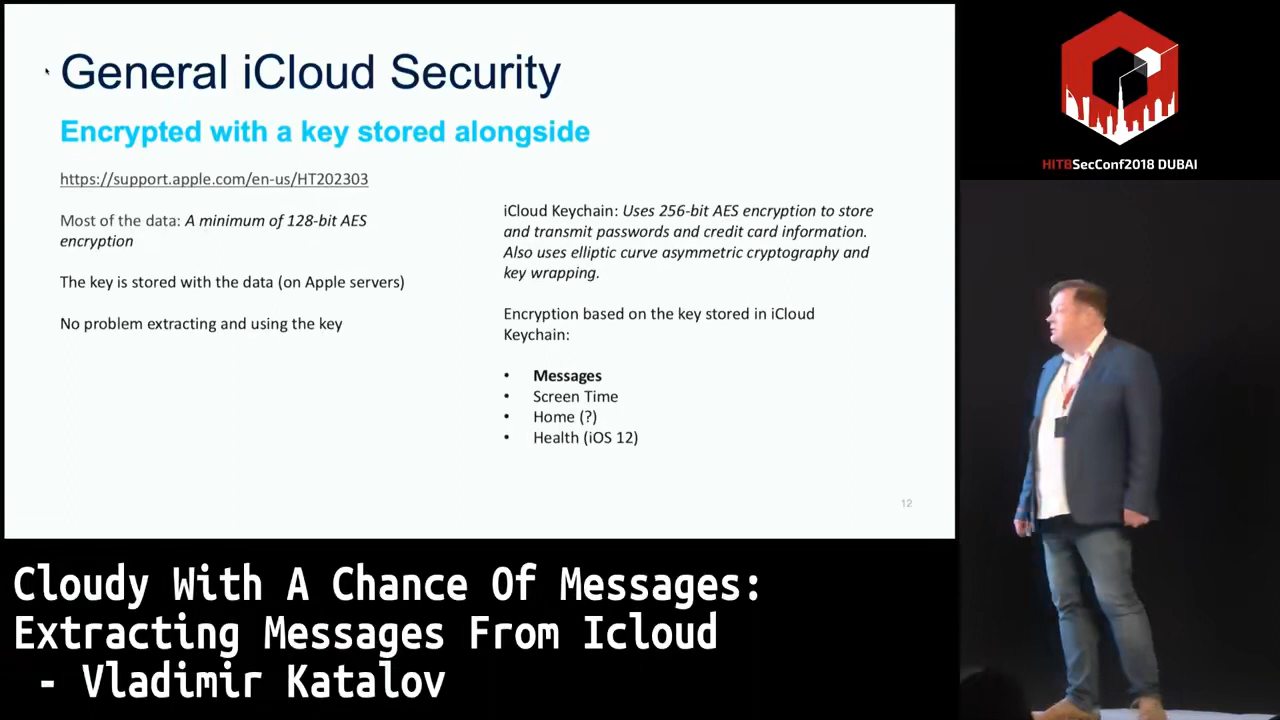 General iCloud Security
Encrypted with a key stored alongside
https://support.apple.com/en-us/HT202303
Most of the data: A minimum of 128-bit AES
encryption
The key is stored with the data (on Apple servers)
No problem extracting and using the key
iCloud Keychain: Uses 256-bit AES encryption to store
and transmit passwords and credit card information.
Also uses elliptic curve asymmetric cryptography and
key wrapping.
Encryption based on the key stored in iCloud
Keychain:
• Messages
• Screen Time
• Home (?)
• Health (iOS 12)
12
HITBSecConf2018 DUBAI
Cloudy With A Chance Of Messages:
Extracting Messages From Icloud
- Vladimir Katalov